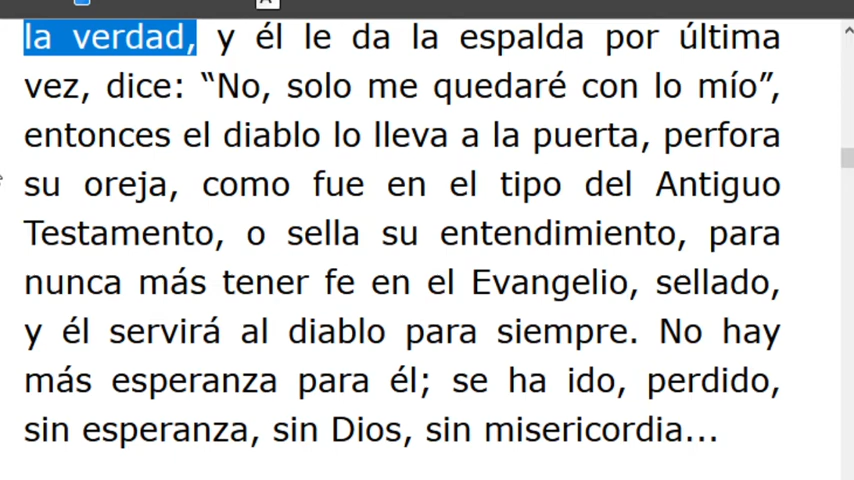 la verdad, y él le da la espalda por última
vez, dice: “No, solo me quedaré con lo mío”,
entonces el diablo lo lleva a la puerta, perfora
su oreja, como fue en el tipo del Antiguo
Testamento, o sella su entendimiento, para
nunca más tener fe en el Evangelio, sellado,
y él servirá al diablo para siempre. No hay
más esperanza para él; se ha ido, perdido,
sin esperanza, sin Dios, sin misericordia...